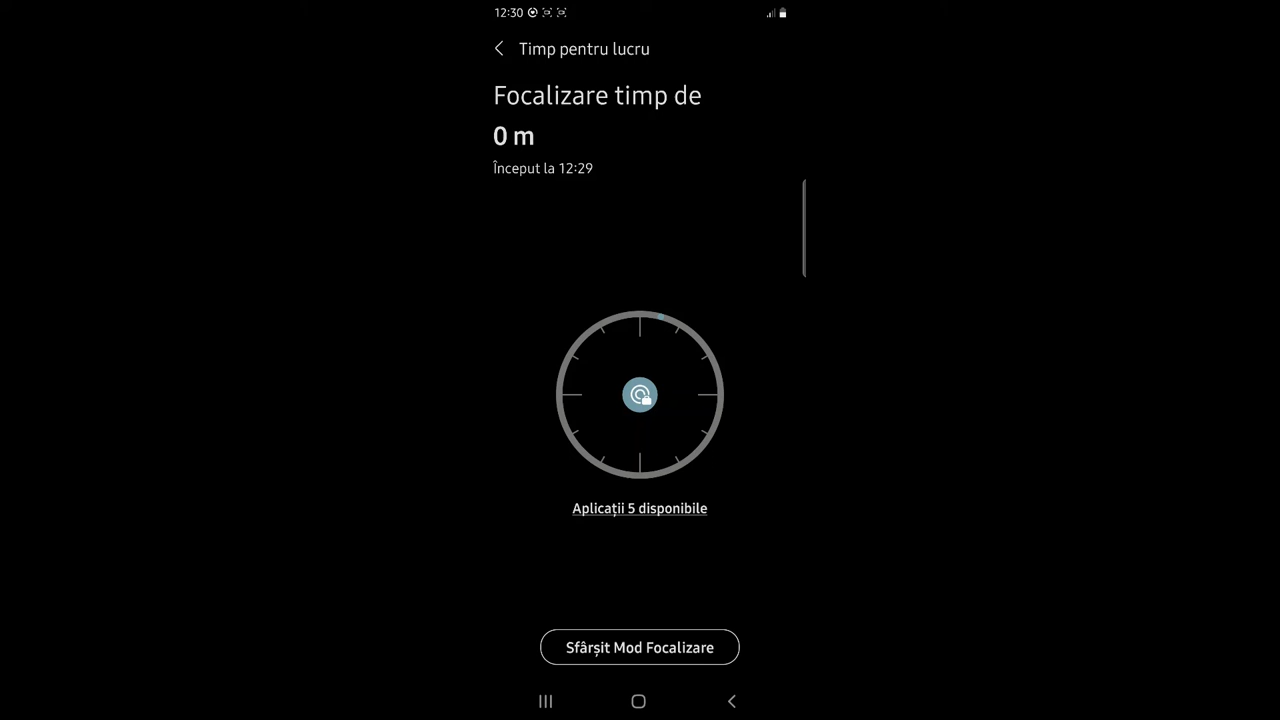 12:30
Timp pentru lucru
Focalizare timp de
0 m
Început la 12:29
Aplicații 5 disponibile
Sfârșit Mod Focalizare